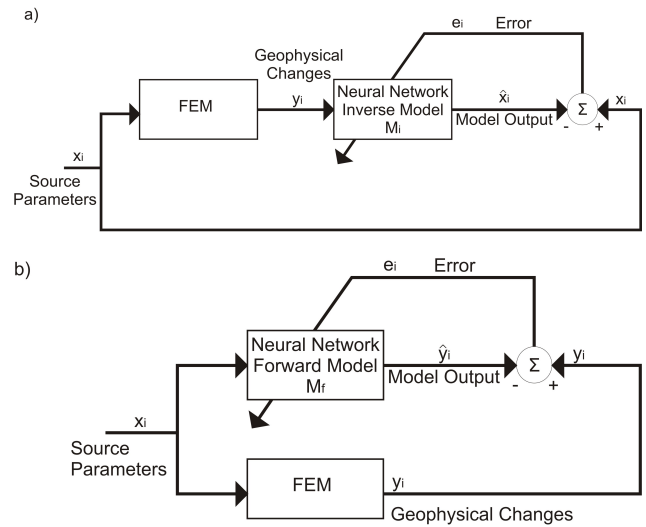 a)
ei Error
Geophysical
Changes
FEM
yi
Neural Network
Inverse Model
Mi
x̂i
Model Output
Σ
xi
- +
xi
Source
Parameters
b)
ei Error
Neural Network
Forward Model
Mf
ŷi
Model Output
Σ
yi
- +
xi
Source
Parameters
FEM
yi
Geophysical Changes